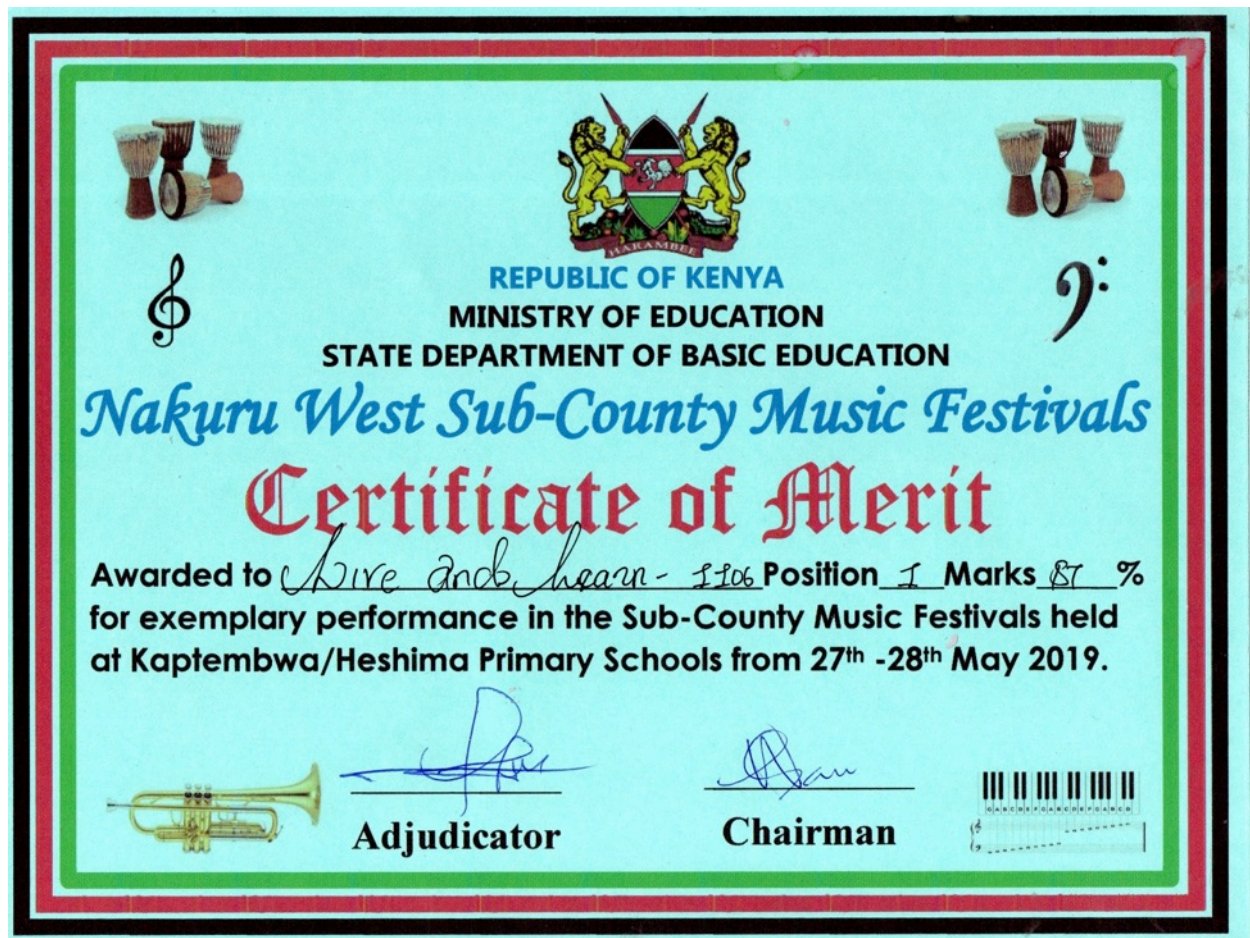 HARAMBEE
REPUBLIC OF KENYA
MINISTRY OF EDUCATION
STATE DEPARTMENT OF BASIC EDUCATION
Nakuru West Sub-County Music Festivals
Certificate of Merit
Awarded to Live and Learn - 1106 Position 1 Marks 87 %
for exemplary performance in the Sub-County Music Festivals held
at Kaptembwa/Heshima Primary Schools from 27th -28th May 2019.
Adjudicator
Chairman